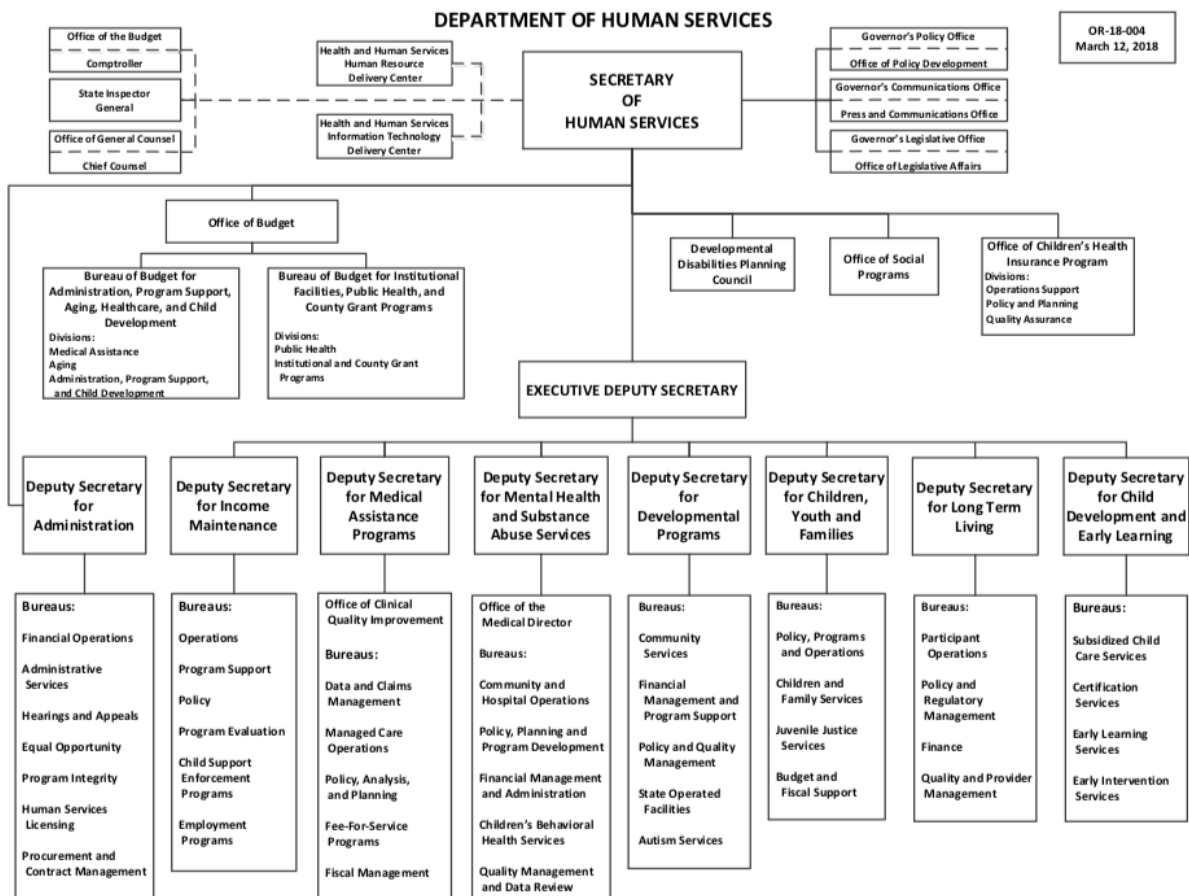 DEPARTMENT OF HUMAN SERVICES
OR-18-004
March 12, 2018
Office of the Budget
Comptroller
State Inspector
General
Office of General Counsel
Chief Counsel
Health and Human Services
Human Resource
Delivery Center
Health and Human Services
Information Technology
Delivery Center
SECRETARY
OF
HUMAN SERVICES
Governor's Policy Office
Office of Policy Development
Governor's Communications Office
Press and Communications Office
Governor's Legislative Office
Office of Legislative Affairs
Office of Budget
Bureau of Budget for
Administration, Program Support,
Aging, Healthcare, and Child
Development
Divisions:
Medical Assistance
Aging
Administration, Program Support,
and Child Development
Bureau of Budget for Institutional
Facilities, Public Health, and
County Grant Programs
Divisions:
Public Health
Institutional and County Grant
Programs
Developmental
Disabilities Planning
Council
Office of Social
Programs
Office of Children's Health
Insurance Program
Divisions:
Operations Support
Policy and Planning
Quality Assurance
EXECUTIVE DEPUTY SECRETARY
Deputy Secretary
for
Administration
Deputy Secretary
for Income
Maintenance
Deputy Secretary
for Medical
Assistance
Programs
Deputy Secretary
for Mental Health
and Substance
Abuse Services
Deputy Secretary
for
Developmental
Programs
Deputy Secretary
for Children,
Youth and
Families
Deputy Secretary
for Long Term
Living
Deputy Secretary
for Child
Development and
Early Learning
Bureaus:
Financial Operations
Administrative
Services
Hearings and Appeals
Equal Opportunity
Program Integrity
Human Services
Licensing
Procurement and
Contract Management
Bureaus:
Operations
Program Support
Policy
Program Evaluation
Child Support
Enforcement
Programs
Employment
Programs
Office of Clinical
Quality Improvement
Bureaus:
Data and Claims
Management
Managed Care
Operations
Policy, Analysis,
and Planning
Fee-For-Service
Programs
Fiscal Management
Office of the
Medical Director
Bureaus:
Community and
Hospital Operations
Policy, Planning and
Program Development
Financial Management
and Administration
Children's Behavioral
Health Services
Quality Management
and Data Review
Bureaus:
Community
Services
Financial
Management and
Program Support
Policy and Quality
Management
State Operated
Facilities
Autism Services
Bureaus:
Policy, Programs
and Operations
Children and
Family Services
Juvenile Justice
Services
Budget and
Fiscal Support
Bureaus:
Participant
Operations
Policy and
Regulatory
Management
Finance
Quality and Provider
Management
Bureaus:
Subsidized Child
Care Services
Certification
Services
Early Learning
Services
Early Intervention
Services